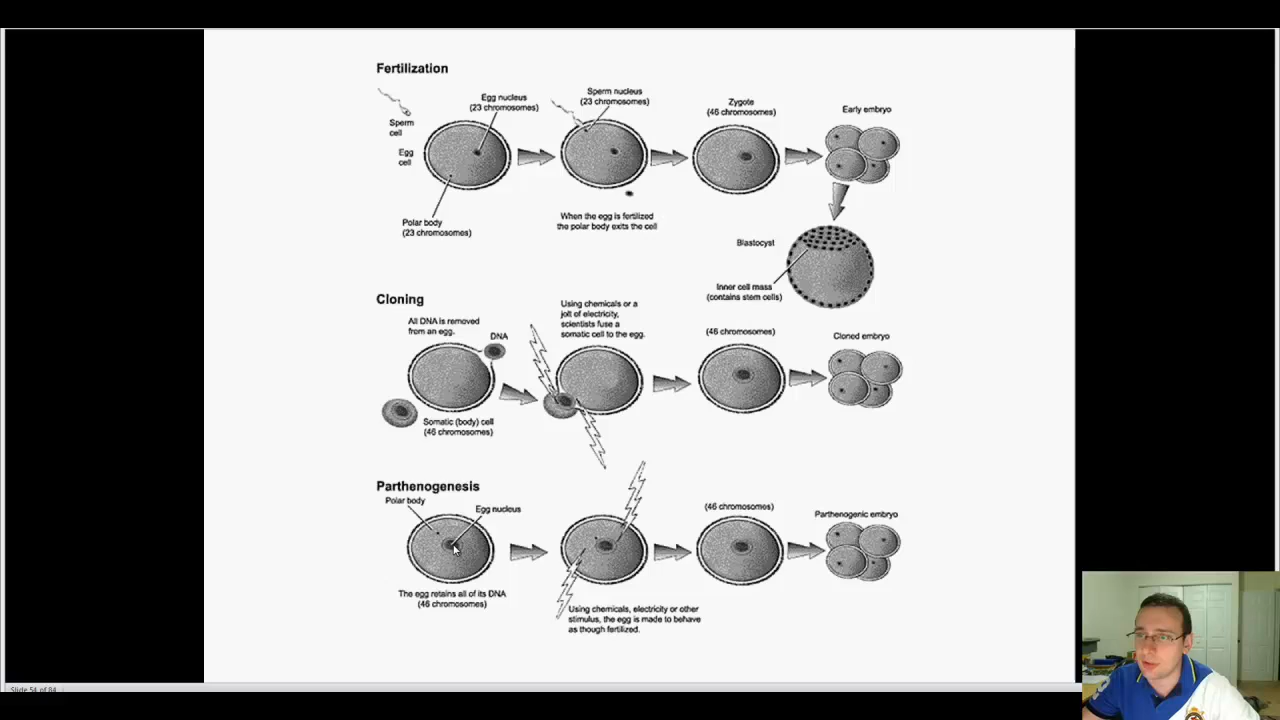 Fertilization
Sperm
cell
Egg
cell
Egg nucleus
(23 chromosomes)
Polar body
(23 chromosomes)
Sperm nucleus
(23 chromosomes)
When the egg is fertilized
the polar body exits the cell
Zygote
(46 chromosomes)
Early embryo
Blastocyst
Inner cell mass
(contains stem cells)
Cloning
All DNA is removed
from an egg.
DNA
Somatic (body) cell
(46 chromosomes)
Using chemicals or a
jolt of electricity,
scientists fuse a
somatic cell to the egg.
(46 chromosomes)
Cloned embryo
Parthenogenesis
Polar body
Egg nucleus
The egg retains all of its DNA
(46 chromosomes)
Using chemicals, electricity or other
stimulus, the egg is made to behave
as though fertilized.
(46 chromosomes)
Parthenogenic embryo
Slide 54 of 84